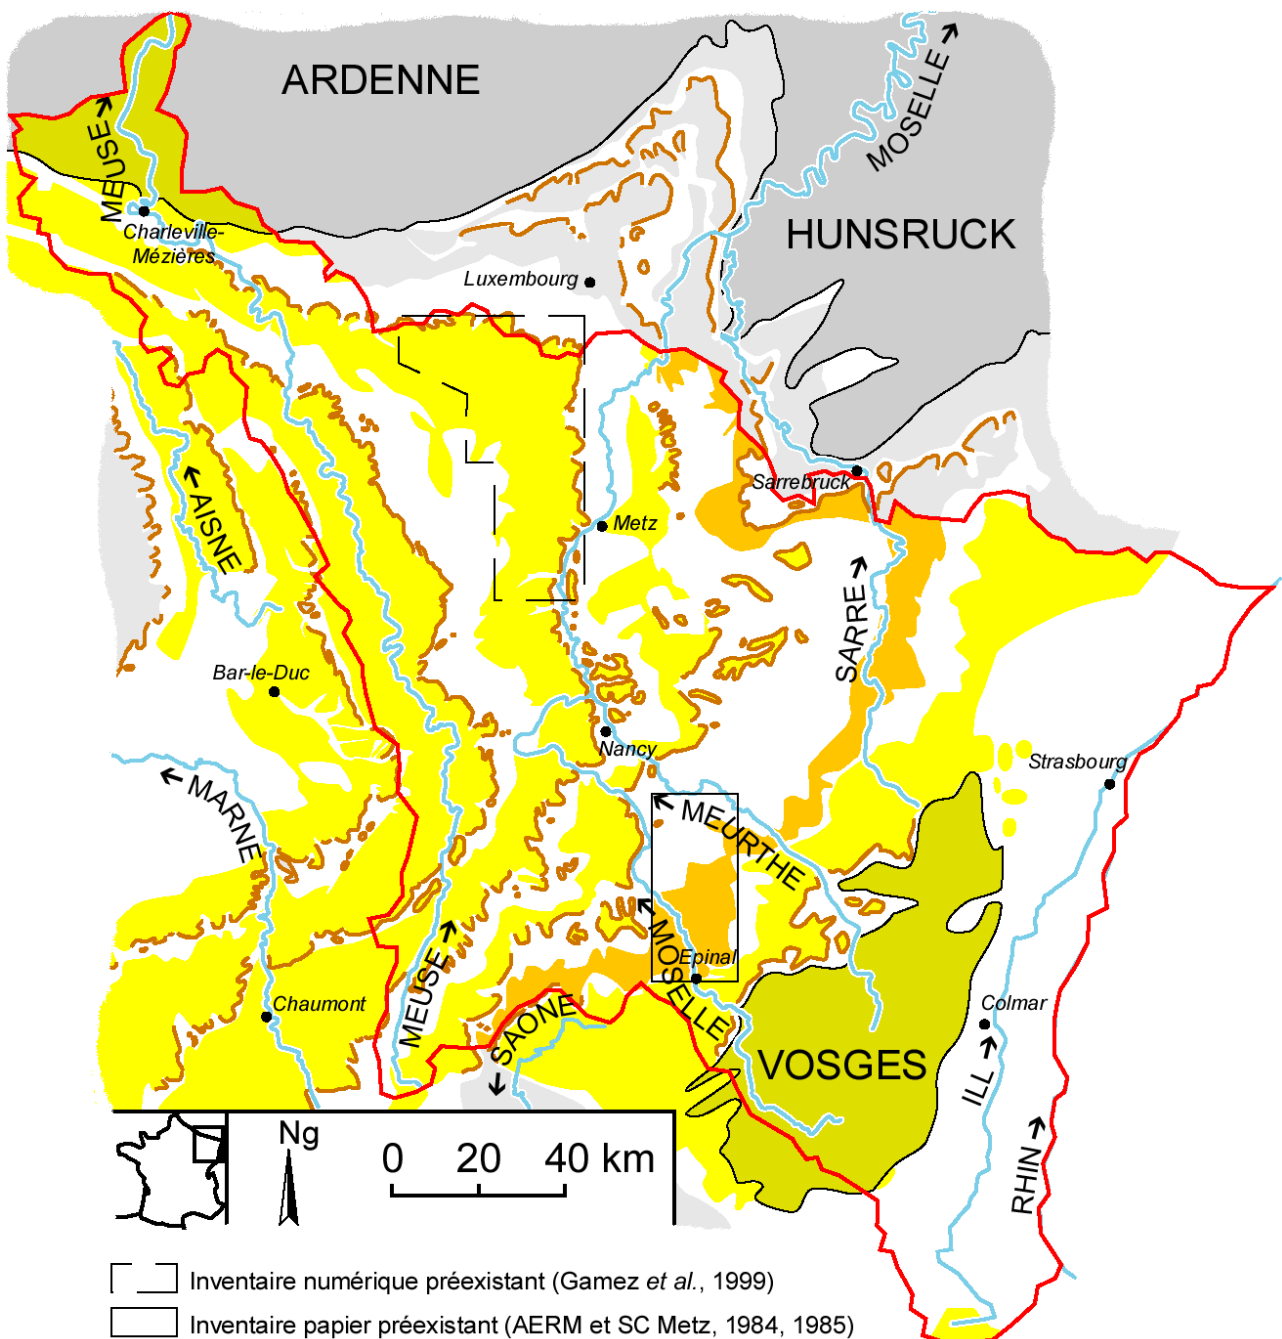 ARDENNE
MOSELLE
MEUSE
HUNSRUCK
Charleville-
Mézières
Luxembourg
Sarrebruck
AISNE
Metz
SARRE
Bar-le-Duc
Nancy
Strasbourg
MARNE
MEURTHE
MOSELLE
Epinal
MEUSE
Chaumont
SAONE
Colmar
VOSGES
ILL
RHIN
Ng
0 20 40 km
Inventaire numérique préexistant (Gamez et al., 1999)
Inventaire papier préexistant (AERM et SC Metz, 1984, 1985)